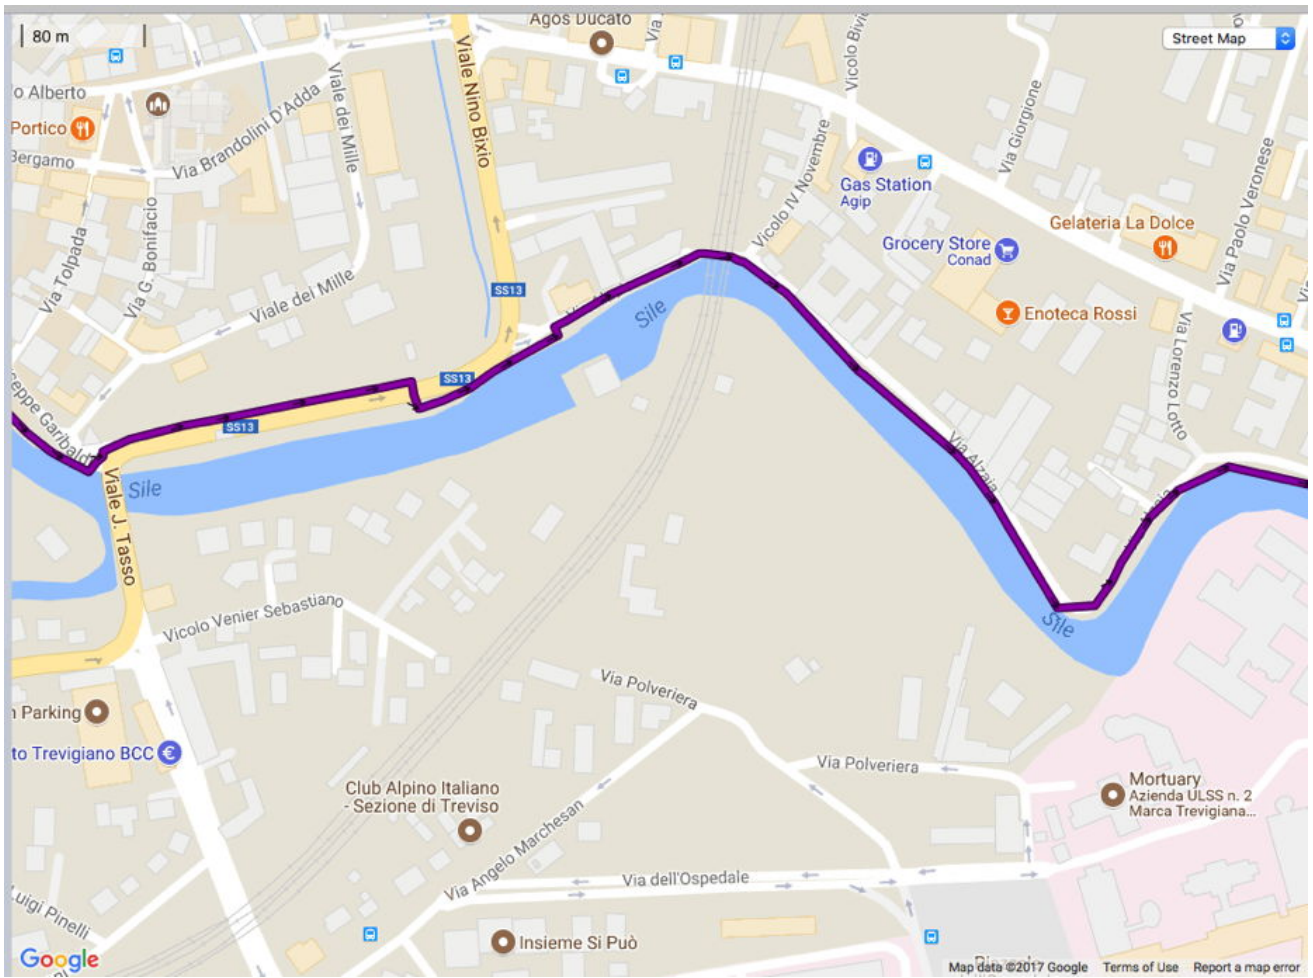 80 m
Agos Ducato
Street Map
lo Alberto
Portico
Bergamo
Via Brandolini D'Adda
Viale dei Mille
Viale Nino Bixio
Vicolo IV Novembre
Via Giorgione
Gas Station
Agip
Gelateria La Dolce
Via Paolo Veronese
Grocery Store
Conad
Enoteca Rossi
Via Tolpada
Via G. Bonifacio
Viale dei Mille
SS13
Sile
Via Lorenzo Lotto
SS13
SS13
eppe Garibaldi
Via Alzaia
Sile
Viale J. Tasso
Sile
Vicolo Venier Sebastiano
Via Polveriera
n Parking
to Trevigiano BCC
Via Polveriera
Club Alpino Italiano
- Sezione di Treviso
Mortuary
Azienda ULSS n. 2
Marca Trevigiana...
Via Angelo Marchesan
Via dell'Ospedale
Luigi Pinelli
Insieme Si Può
Google
Map data ©2017 Google
Terms of Use
Report a map error